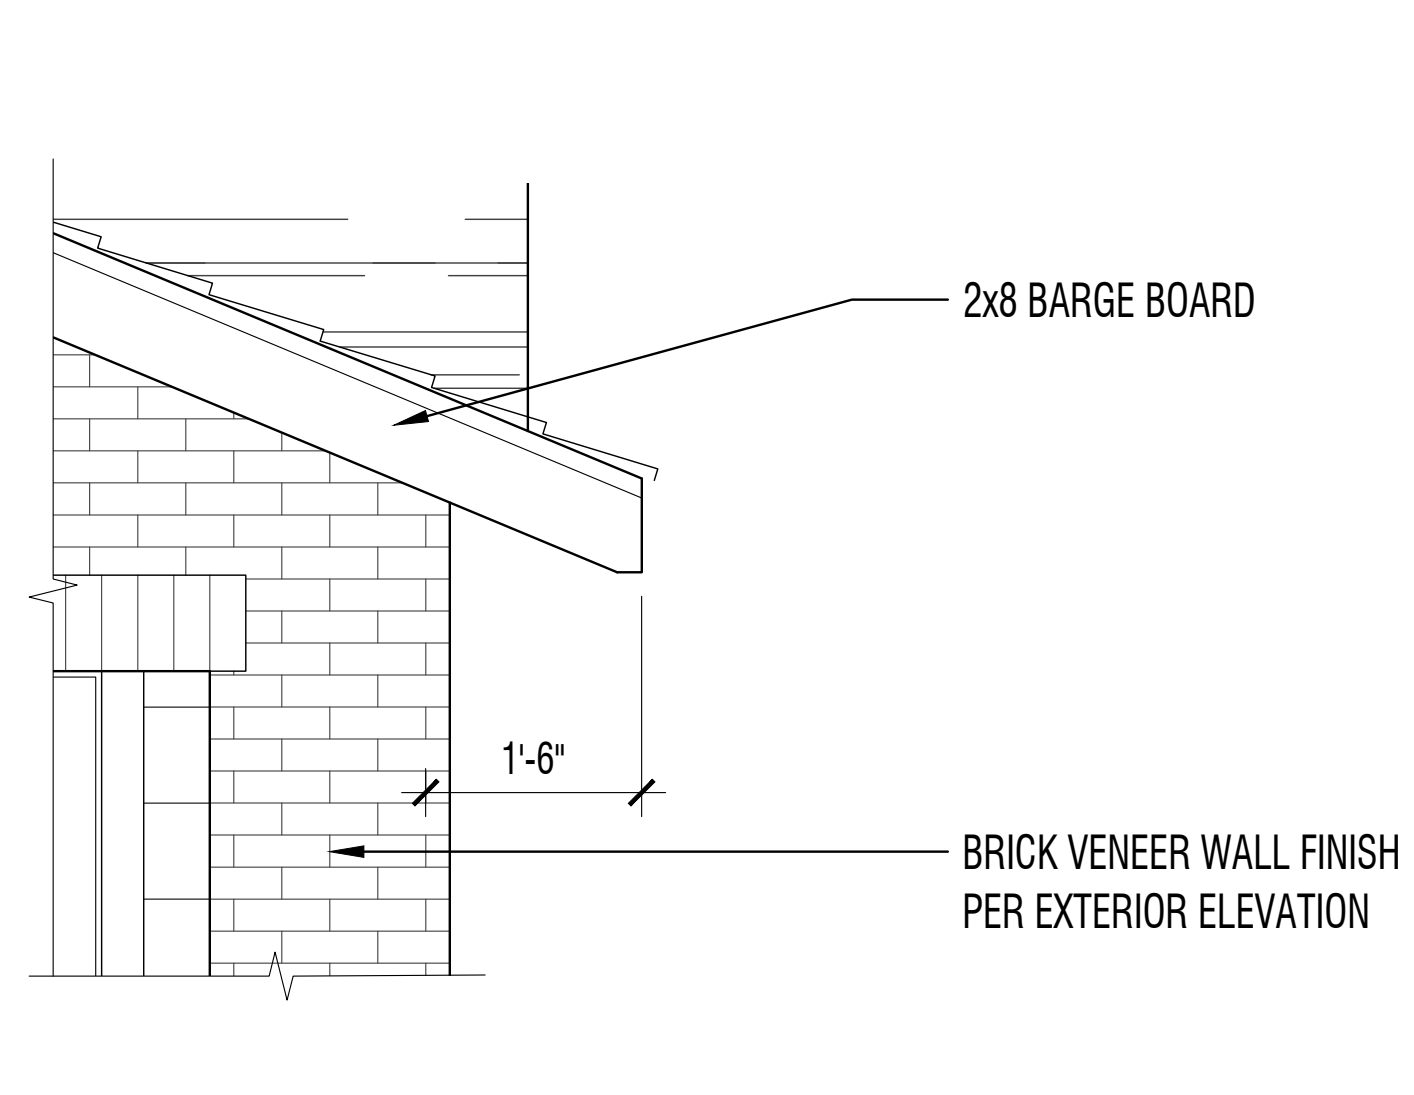 2x8 BARGE BOARD
1'-6"
BRICK VENEER WALL FINISH
PER EXTERIOR ELEVATION